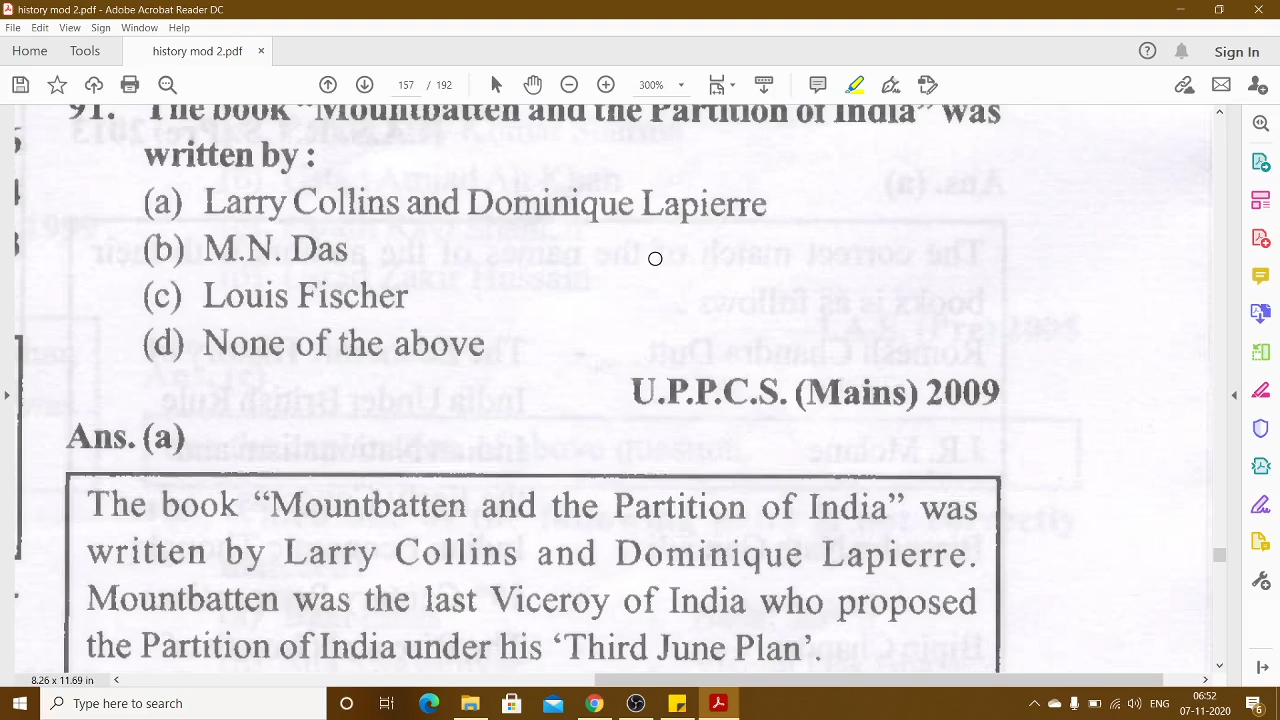 history mod 2.pdf - Adobe Acrobat Reader DC
File Edit View Sign Window Help
Home Tools history mod 2.pdf × Sign In
157 / 192 300%
91. The book “Mountbatten and the Partition of India” was
written by :
(a) Larry Collins and Dominique Lapierre
(b) M.N. Das
(c) Louis Fischer
(d) None of the above
U.P.P.C.S. (Mains) 2009
Ans. (a)
The book “Mountbatten and the Partition of India” was
written by Larry Collins and Dominique Lapierre.
Mountbatten was the last Viceroy of India who proposed
the Partition of India under his ‘Third June Plan’.
8.26 x 11.69 in
Type here to search
06:52
07-11-2020
6